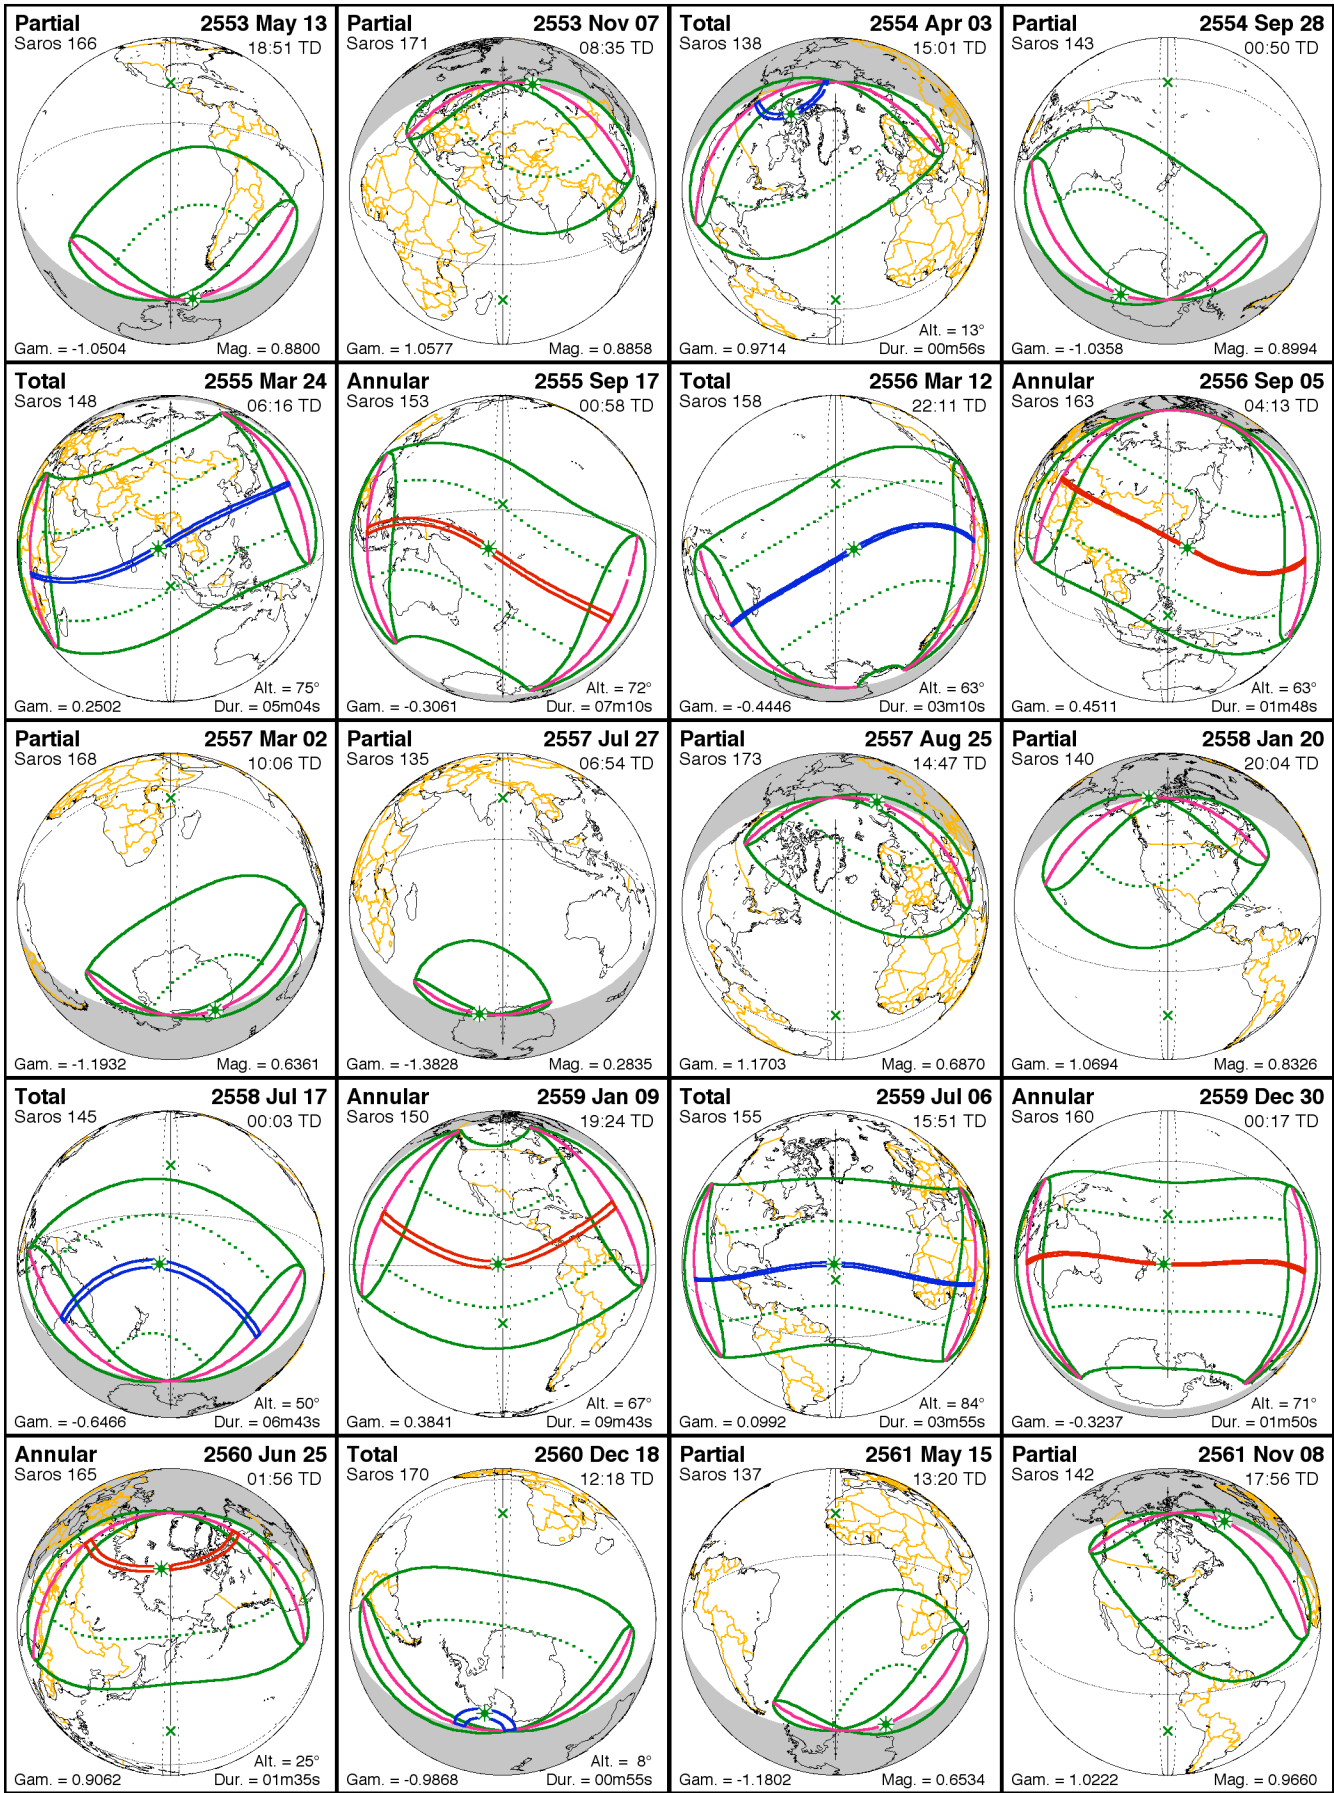 Partial 2553 May 13
Saros 166 18:51 TD
Gam. = -1.0504 Mag. = 0.8800
Partial 2553 Nov 07
Saros 171 08:35 TD
Gam. = 1.0577 Mag. = 0.8858
Total 2554 Apr 03
Saros 138 15:01 TD
Alt. = 13°
Gam. = 0.9714 Dur. = 00m56s
Partial 2554 Sep 28
Saros 143 00:50 TD
Gam. = -1.0358 Mag. = 0.8994
Total 2555 Mar 24
Saros 148 06:16 TD
Alt. = 75°
Gam. = 0.2502 Dur. = 05m04s
Annular 2555 Sep 17
Saros 153 00:58 TD
Alt. = 72°
Gam. = -0.3061 Dur. = 07m10s
Total 2556 Mar 12
Saros 158 22:11 TD
Alt. = 63°
Gam. = -0.4446 Dur. = 03m10s
Annular 2556 Sep 05
Saros 163 04:13 TD
Alt. = 63°
Gam. = 0.4511 Dur. = 01m48s
Partial 2557 Mar 02
Saros 168 10:06 TD
Gam. = -1.1932 Mag. = 0.6361
Partial 2557 Jul 27
Saros 135 06:54 TD
Gam. = -1.3828 Mag. = 0.2835
Partial 2557 Aug 25
Saros 173 14:47 TD
Gam. = 1.1703 Mag. = 0.6870
Partial 2558 Jan 20
Saros 140 20:04 TD
Gam. = 1.0694 Mag. = 0.8326
Total 2558 Jul 17
Saros 145 00:03 TD
Alt. = 50°
Gam. = -0.6466 Dur. = 06m43s
Annular 2559 Jan 09
Saros 150 19:24 TD
Alt. = 67°
Gam. = 0.3841 Dur. = 09m43s
Total 2559 Jul 06
Saros 155 15:51 TD
Alt. = 84°
Gam. = 0.0992 Dur. = 03m55s
Annular 2559 Dec 30
Saros 160 00:17 TD
Alt. = 71°
Gam. = -0.3237 Dur. = 01m50s
Annular 2560 Jun 25
Saros 165 01:56 TD
Alt. = 25°
Gam. = 0.9062 Dur. = 01m35s
Total 2560 Dec 18
Saros 170 12:18 TD
Alt. = 8°
Gam. = -0.9868 Dur. = 00m55s
Partial 2561 May 15
Saros 137 13:20 TD
Gam. = -1.1802 Mag. = 0.6534
Partial 2561 Nov 08
Saros 142 17:56 TD
Gam. = 1.0222 Mag. = 0.9660